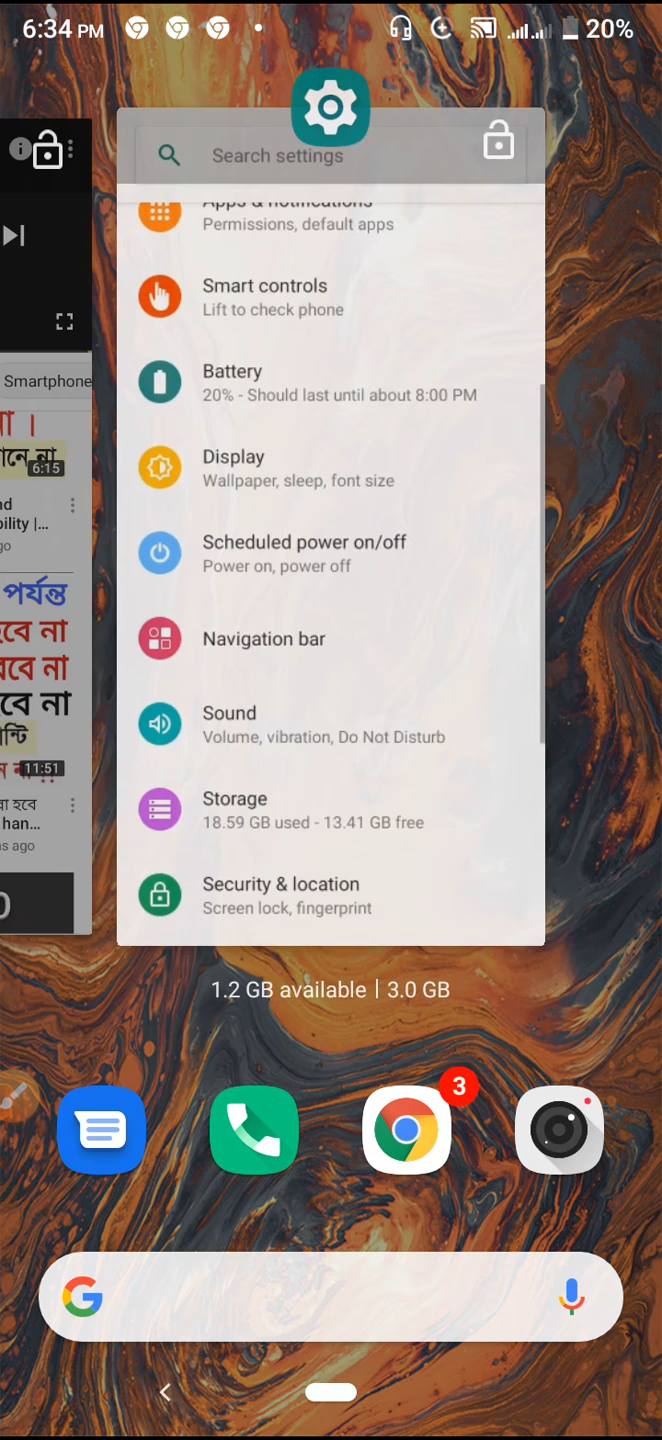 6:34 PM
20%
Search settings
Apps & notifications
Permissions, default apps
Smart controls
Lift to check phone
Battery
20% - Should last until about 8:00 PM
Display
Wallpaper, sleep, font size
Scheduled power on/off
Power on, power off
Navigation bar
Sound
Volume, vibration, Do Not Disturb
Storage
18.59 GB used - 13.41 GB free
Security & location
Screen lock, fingerprint
Smartphone
না ।
6:15
পর্যন্ত
হবে না
রবে না
বে না
11:51
রা হবে
han...
1.2 GB available | 3.0 GB
3